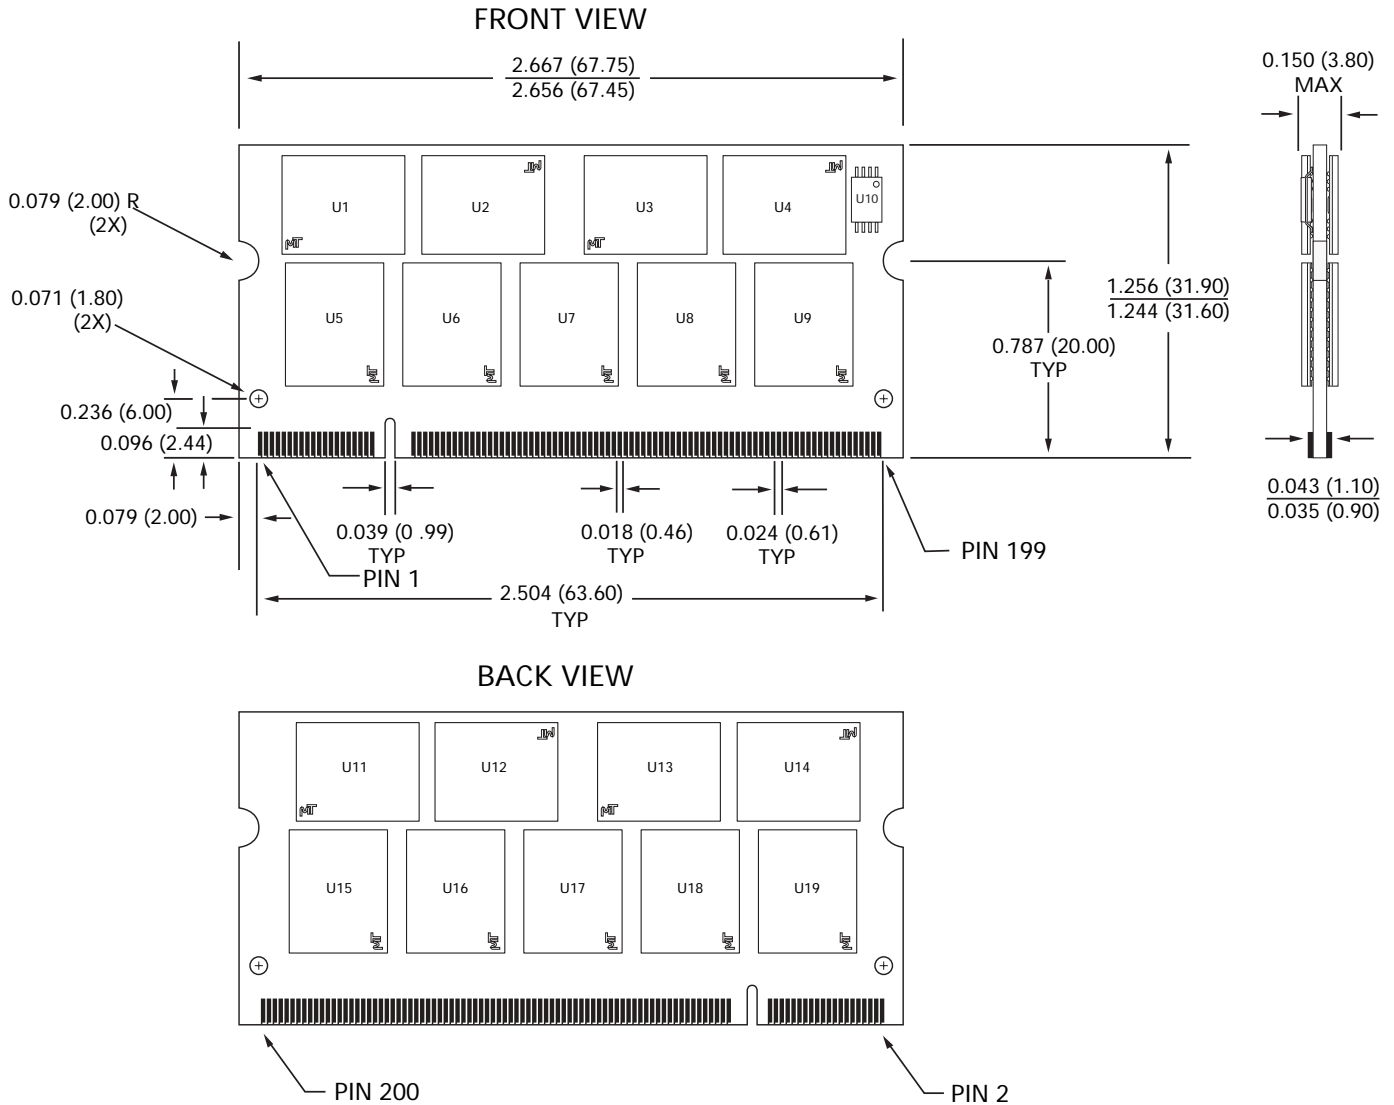 FRONT VIEW
2.667 (67.75)
2.656 (67.45)
0.150 (3.80)
MAX
0.079 (2.00) R
(2X)
U1
U2
U3
U4
U10
0.071 (1.80)
(2X)
U5
U6
U7
U8
U9
1.256 (31.90)
1.244 (31.60)
0.787 (20.00)
TYP
0.236 (6.00)
0.096 (2.44)
0.079 (2.00)
0.039 (0 .99)
TYP
0.018 (0.46)
TYP
0.024 (0.61)
TYP
0.043 (1.10)
0.035 (0.90)
PIN 199
PIN 1
2.504 (63.60)
TYP
BACK VIEW
U11
U12
U13
U14
U15
U16
U17
U18
U19
PIN 200
PIN 2